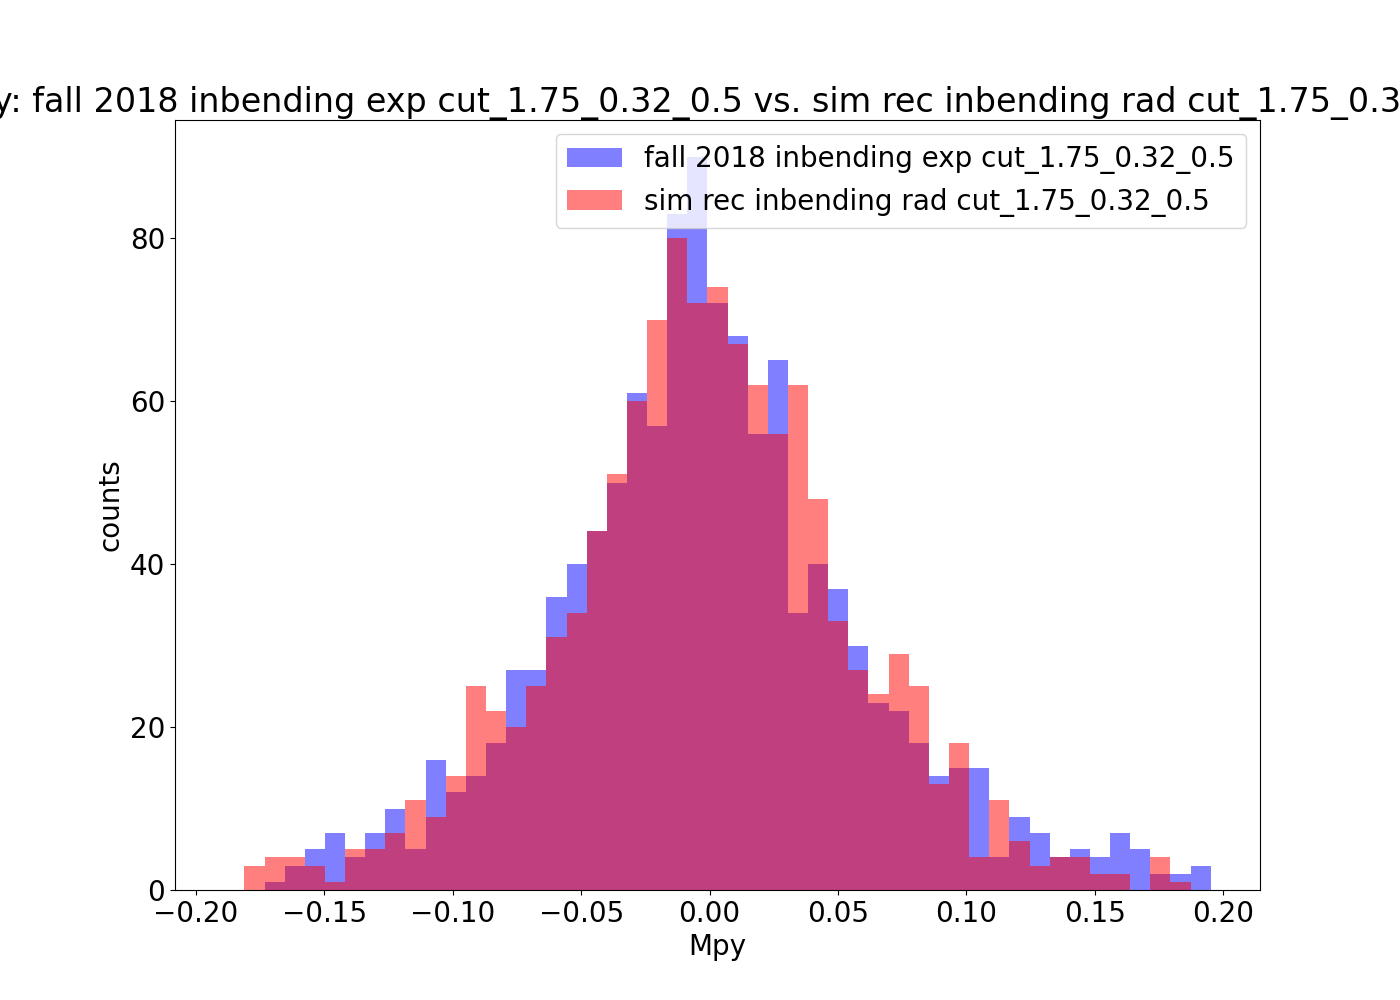 y: fall 2018 inbending exp cut_1.75_0.32_0.5 vs. sim rec inbending rad cut_1.75_0.3
fall 2018 inbending exp cut_1.75_0.32_0.5
sim rec inbending rad cut_1.75_0.32_0.5
80
60
40
20
0
counts
−0.20 −0.15 −0.10 −0.05 0.00 0.05 0.10 0.15 0.20
Mpy